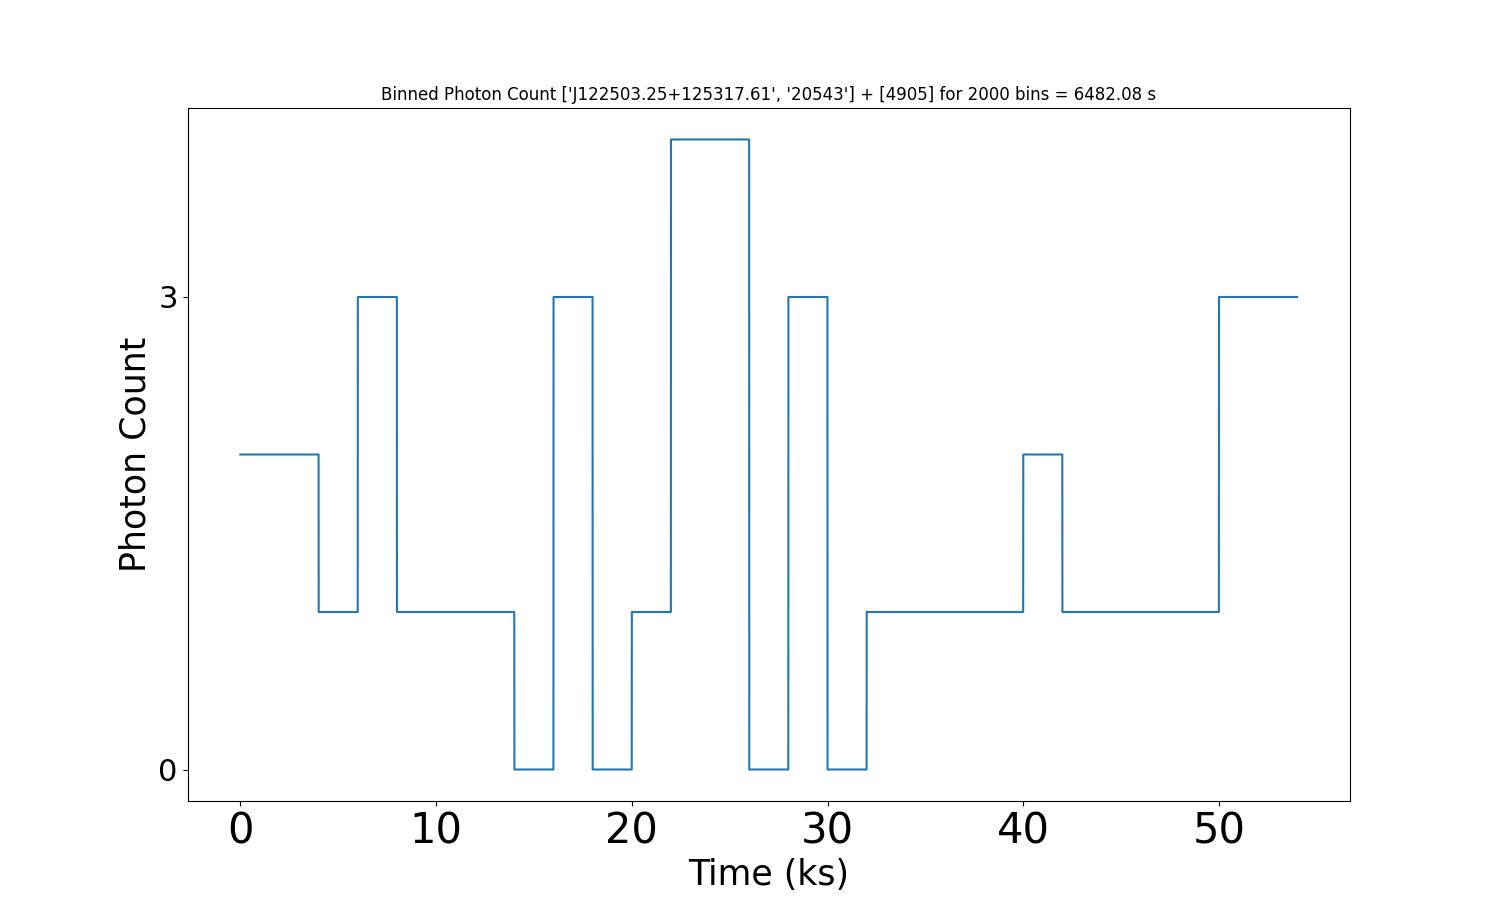 Binned Photon Count ['J122503.25+125317.61', '20543'] + [4905] for 2000 bins = 6482.08 s
3
0
Photon Count
0 10 20 30 40 50
Time (ks)